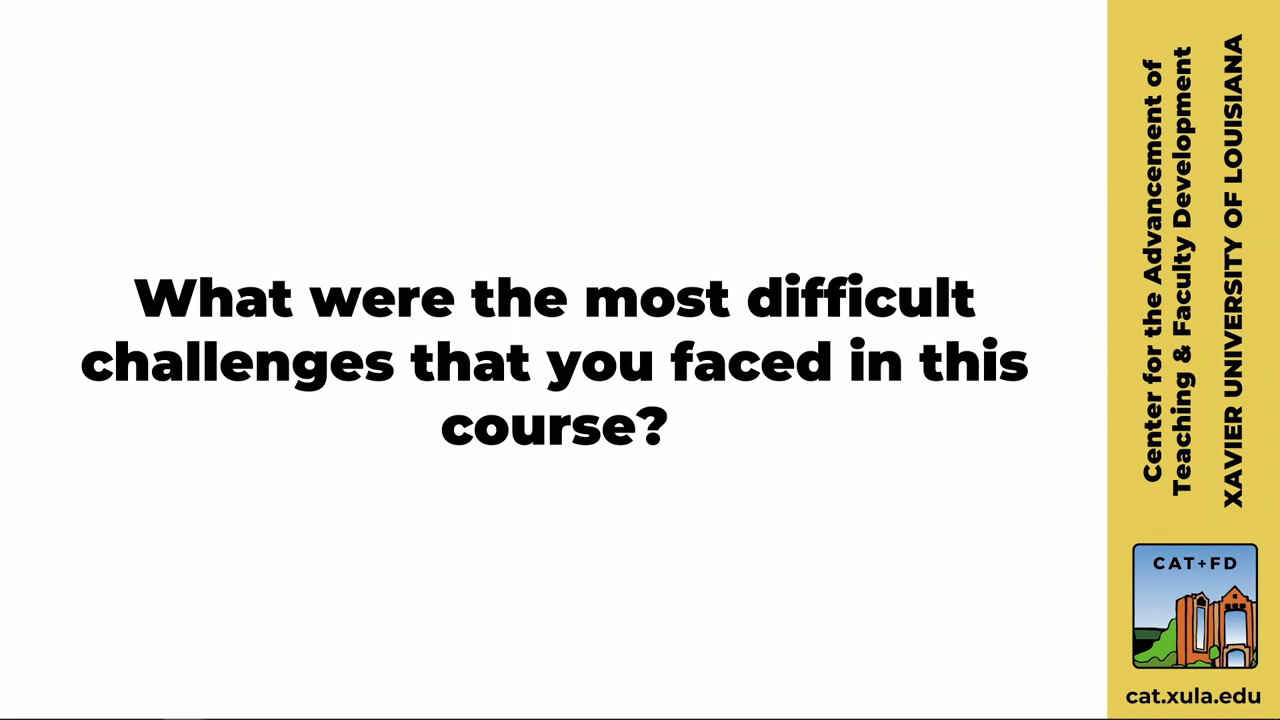 What were the most difficult
challenges that you faced in this
course?
Center for the Advancement of
Teaching & Faculty Development
XAVIER UNIVERSITY OF LOUISIANA
CAT+FD
cat.xula.edu